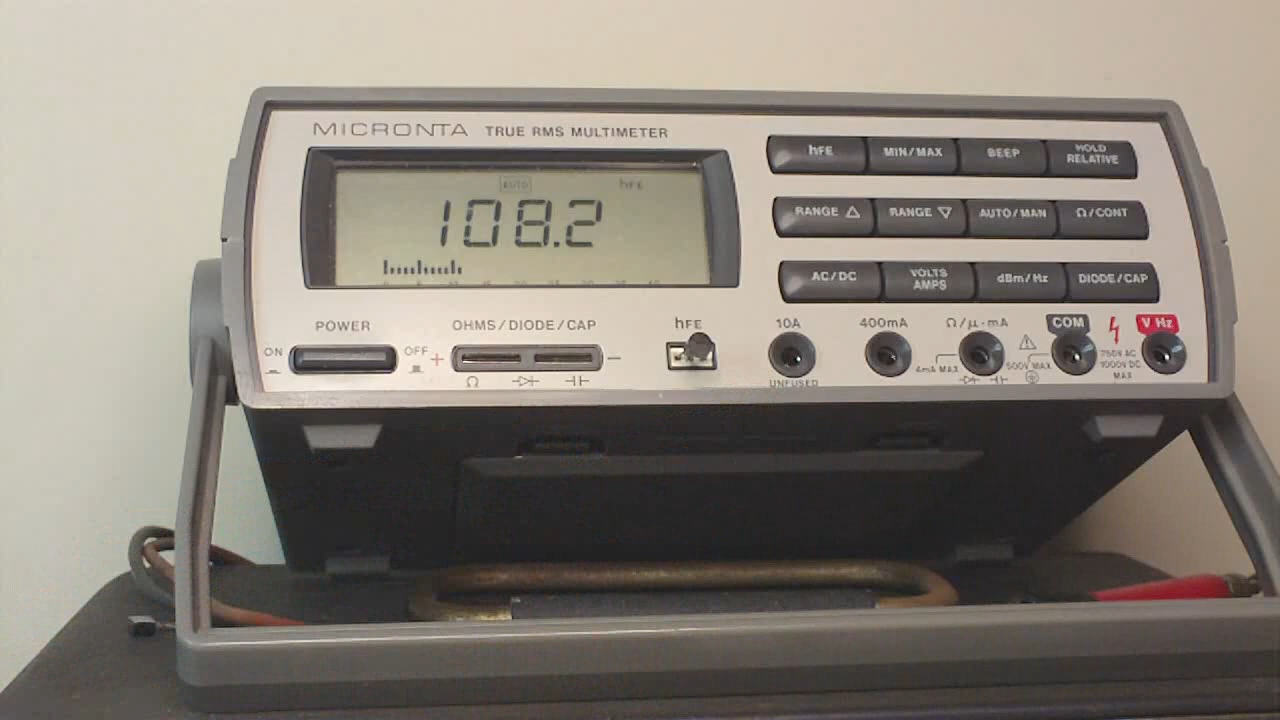 MICRONTA TRUE RMS MULTIMETER
AUTO hFE
108.2
hFE MIN/MAX BEEP HOLD RELATIVE
RANGE △ RANGE ▽ AUTO/MAN Ω/CONT
AC/DC VOLTS AMPS dBm/Hz DIODE/CAP
POWER OHMS/DIODE/CAP hFE 10A 400mA Ω/μ-mA COM V Hz
ON OFF + −
Ω
UNFUSED
4mA MAX
500V MAX
750V AC
1000V DC
MAX